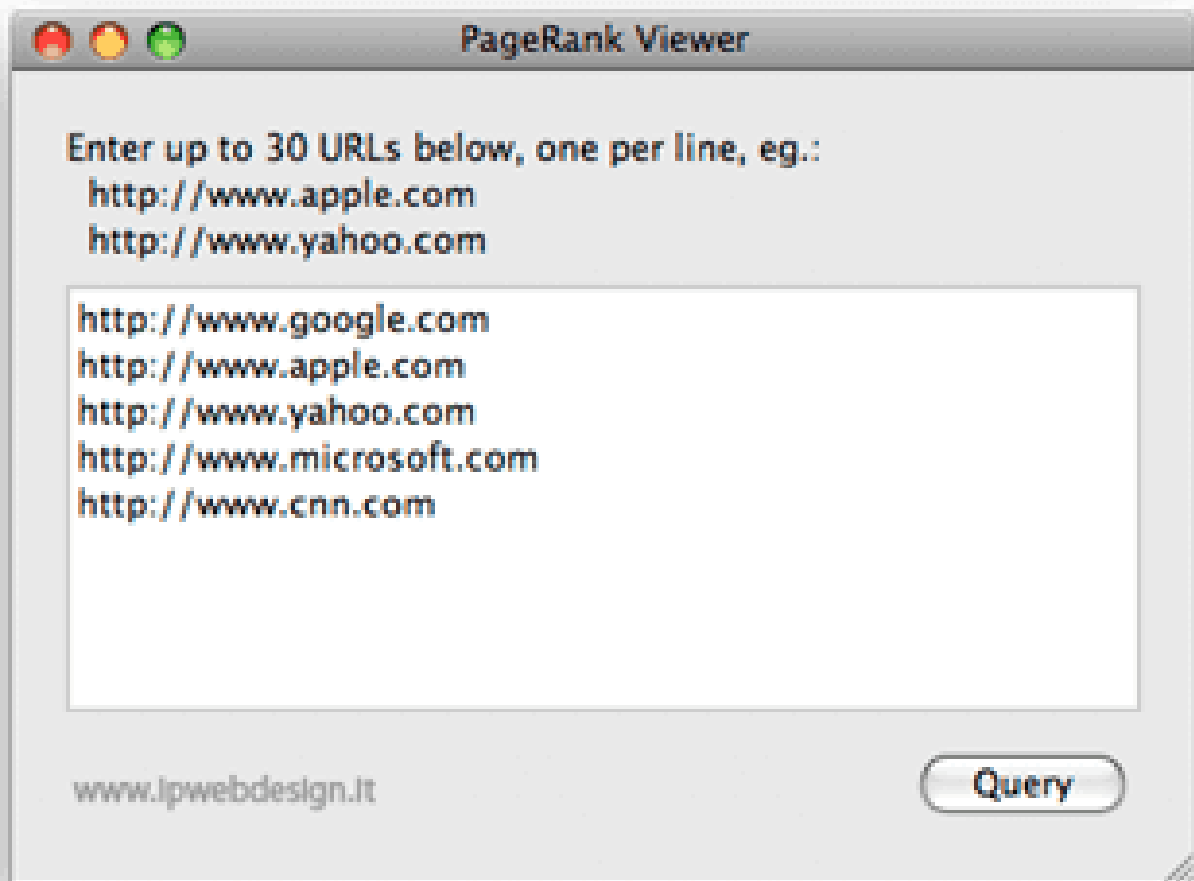 PageRank Viewer
Enter up to 30 URLs below, one per line, eg.:
http://www.apple.com
http://www.yahoo.com
http://www.google.com
http://www.apple.com
http://www.yahoo.com
http://www.microsoft.com
http://www.cnn.com
www.ipwebdesign.it
Query